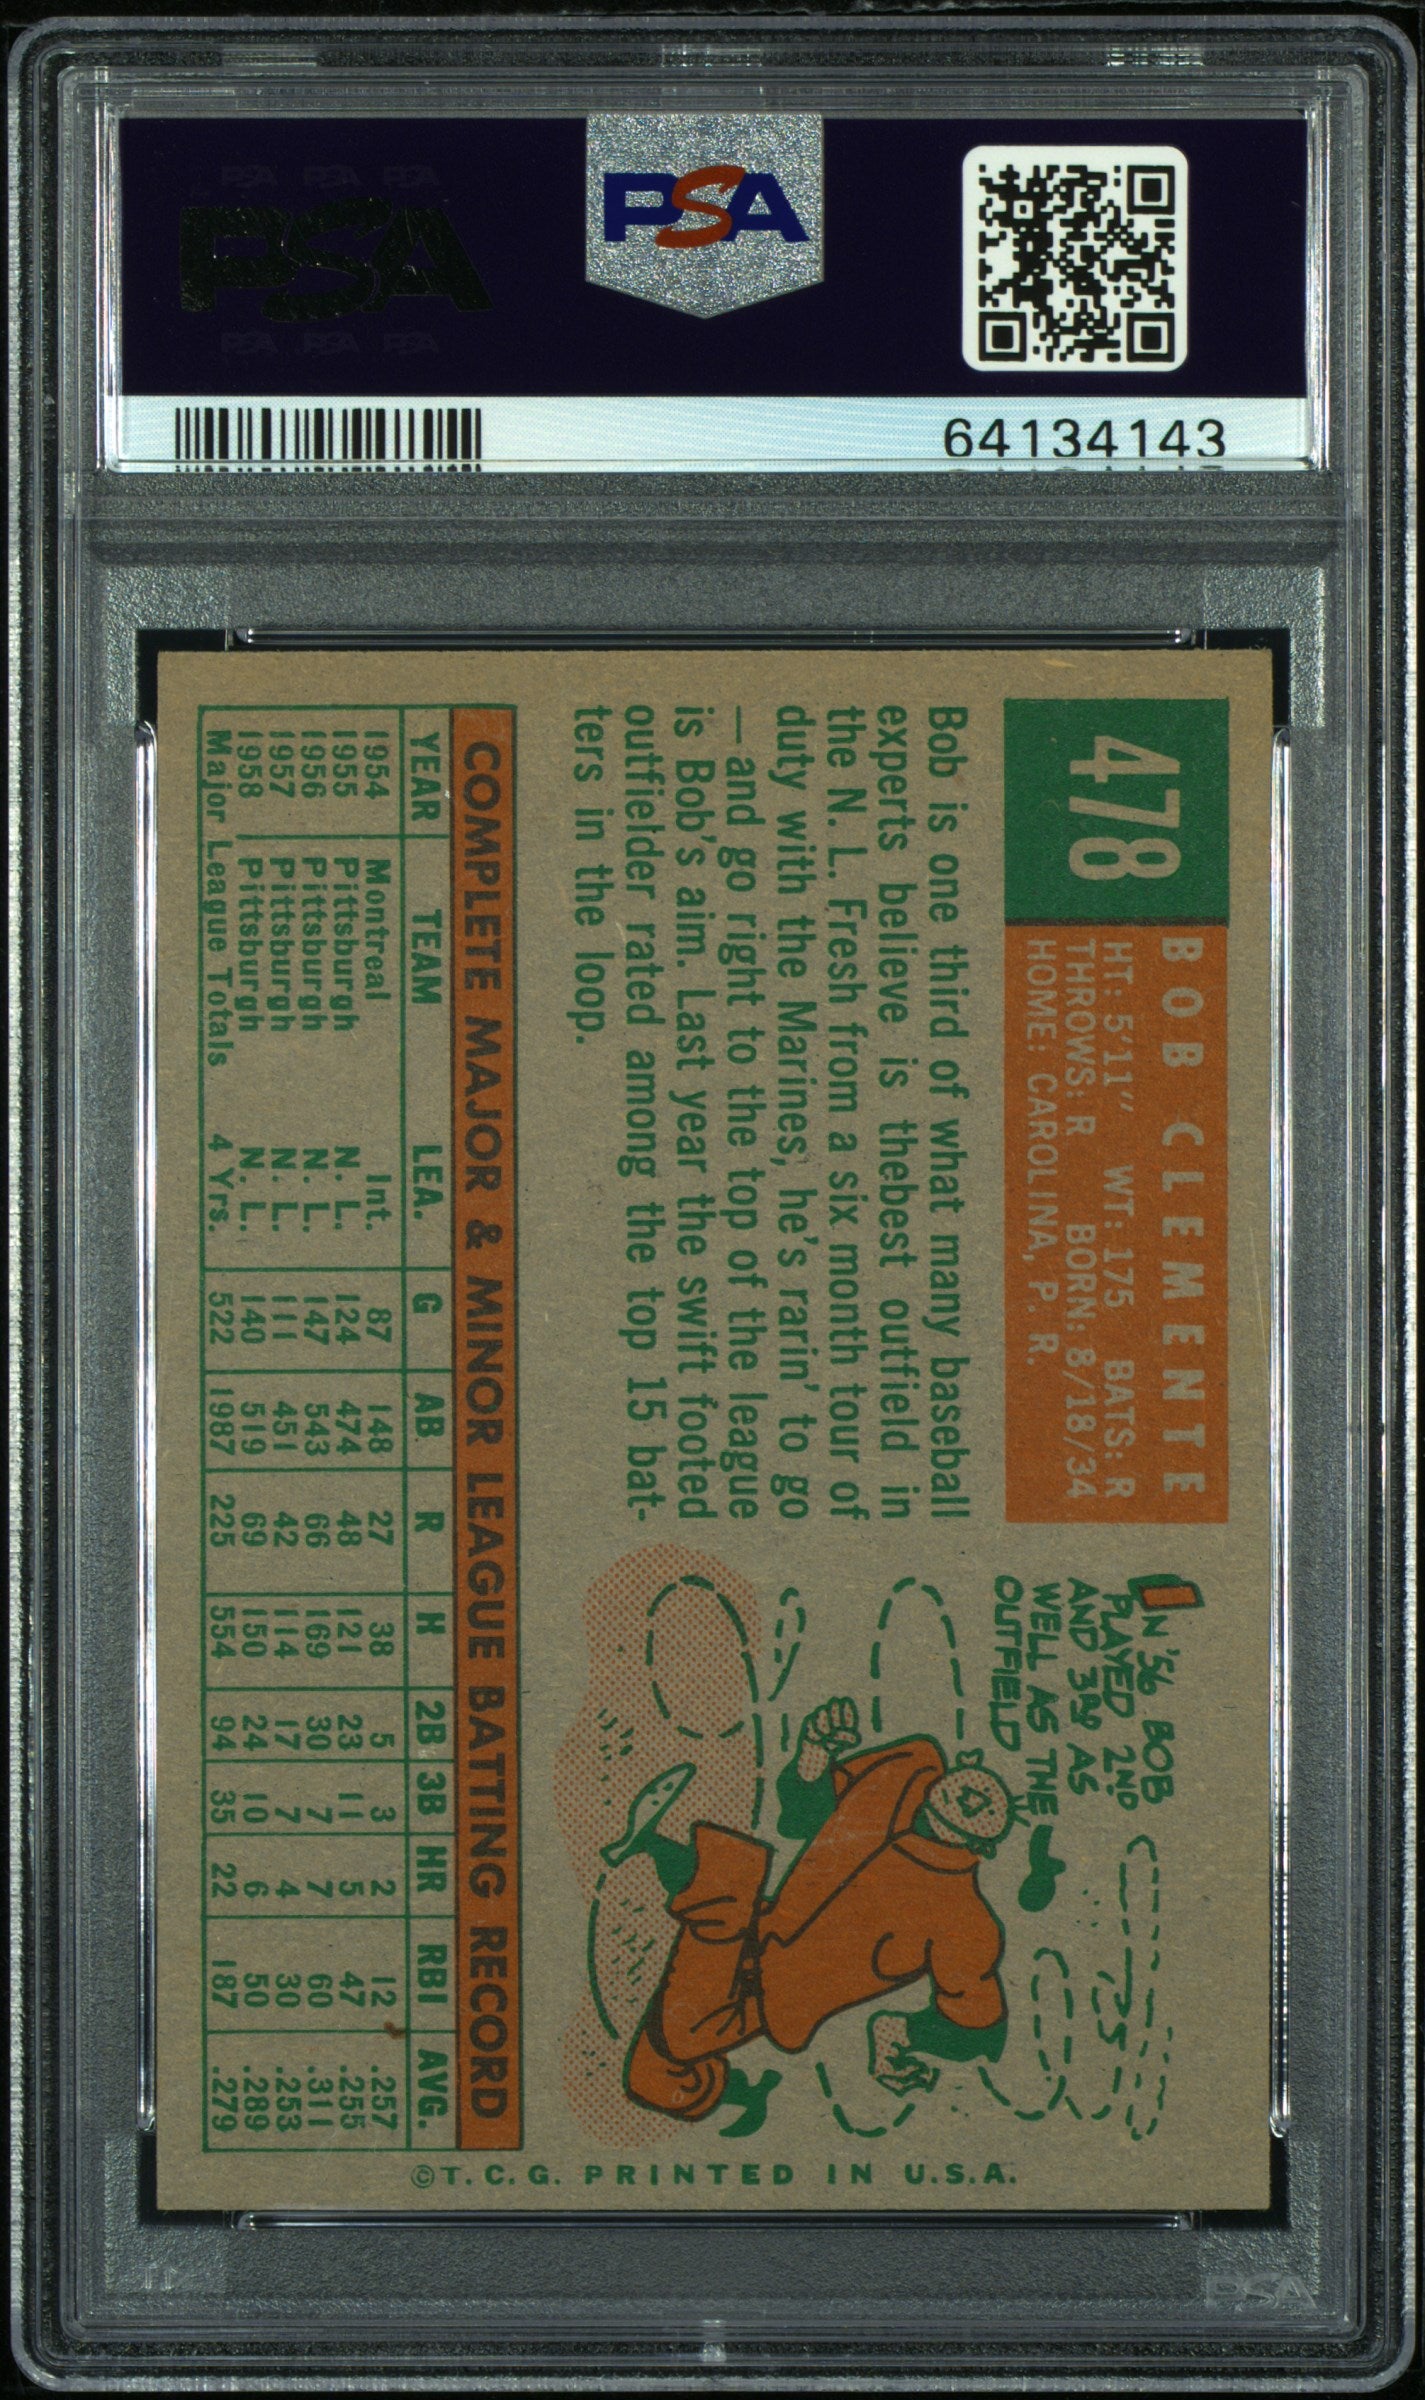 PSA PSA PSA
PSA
PSA PSA PSA
PSA
64134143
478
BOB CLEMENTE
HT: 5'11" WT: 175 BATS: R
THROWS: R BORN: 8/18/34
HOME: CAROLINA, P. R.
Bob is one third of what many baseball
experts believe is thebest outfield in
the N. L. Fresh from a six month tour of
duty with the Marines, he's rarin' to go
—and go right to the top of the league
is Bob's aim. Last year the swift footed
outfielder rated among the top 15 bat-
ters in the loop.
IN '56 BOB
PLAYED 2ND
AND 3RD AS
WELL AS THE
OUTFIELD
COMPLETE MAJOR & MINOR LEAGUE BATTING RECORD
YEAR TEAM LEA. G AB R H 2B 3B HR RBI AVG.
1954 Montreal Int. 87 148 27 38 5 3 2 12 .257
1955 Pittsburgh N. L. 124 474 48 121 23 11 5 47 .255
1956 Pittsburgh N. L. 147 543 66 169 30 7 7 60 .311
1957 Pittsburgh N. L. 111 451 42 114 17 7 4 30 .253
1958 Pittsburgh N. L. 140 519 69 150 24 10 6 50 .289
Major League Totals 4 Yrs. 522 1987 225 554 94 35 22 187 .279
©T. C. G. PRINTED IN U.S.A.
PSA